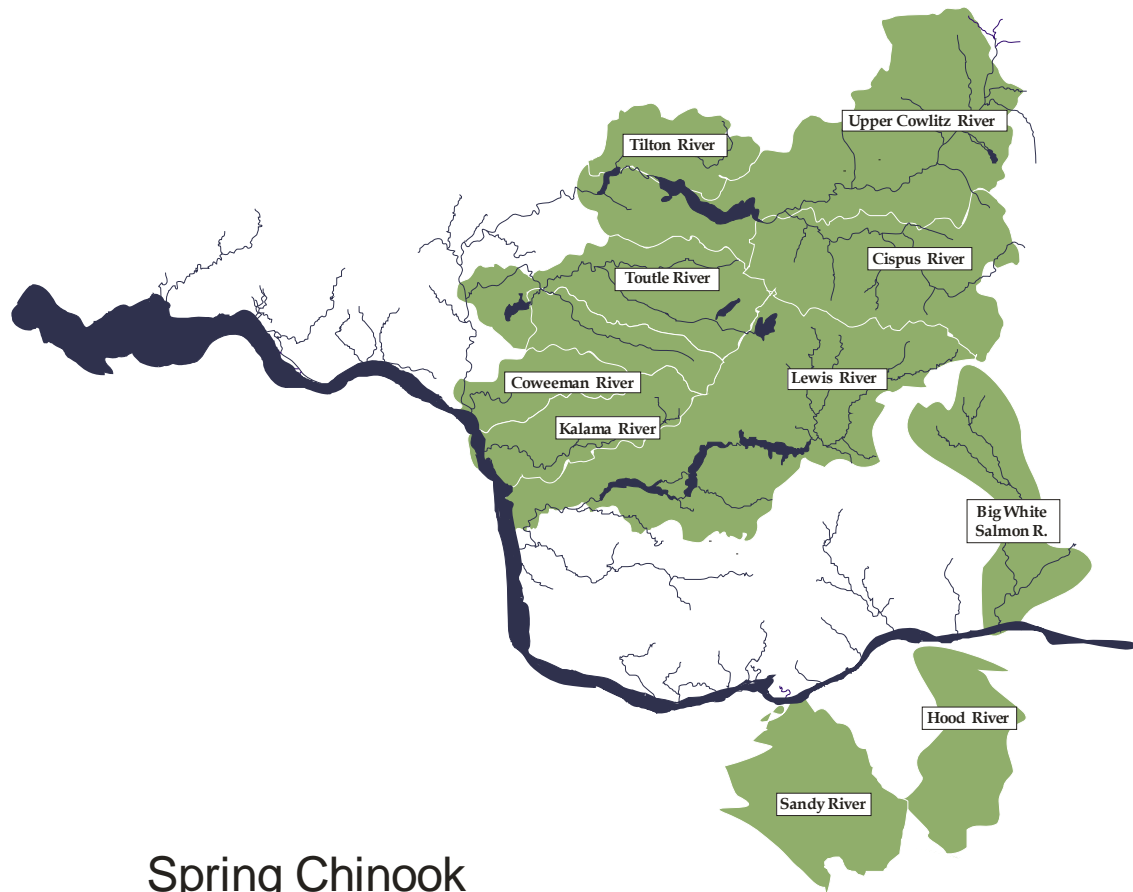 Upper Cowlitz River
Tilton River
Cispus River
Toutle River
Lewis River
Coweeman River
Kalama River
Big White
Salmon R.
Hood River
Sandy River
Spring Chinook